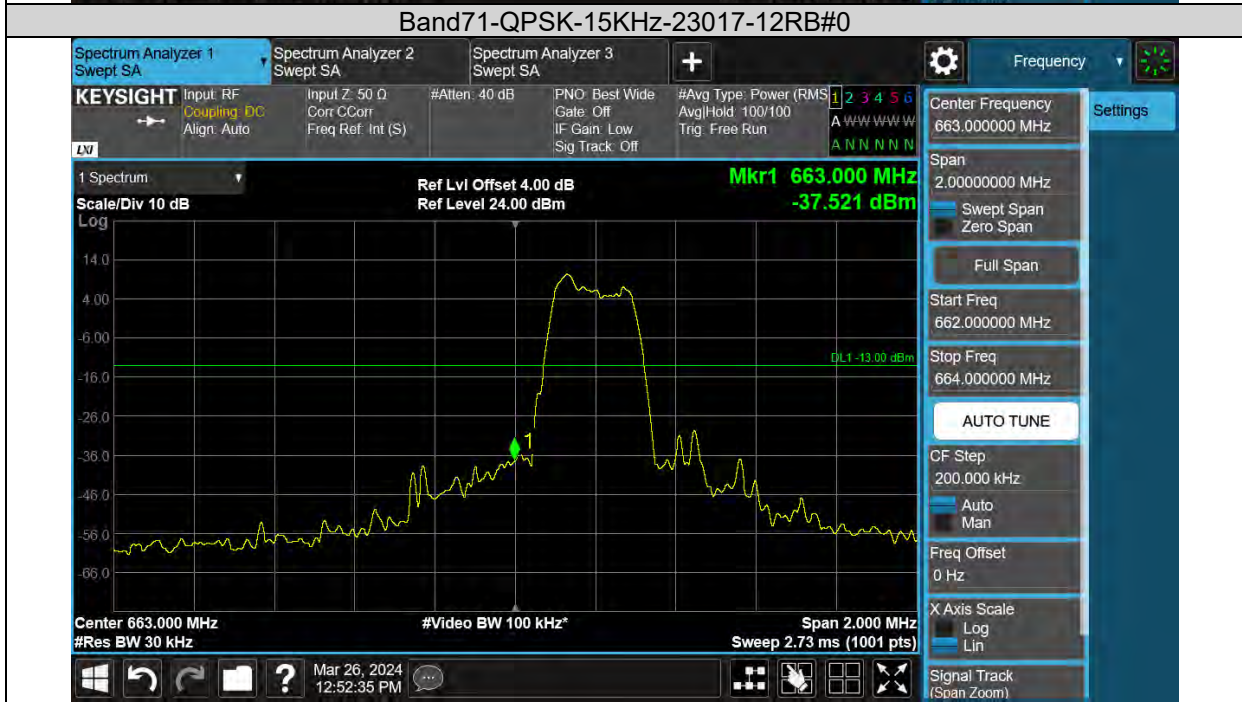 Band71-QPSK-15KHz-23017-12RB#0
Spectrum Analyzer 1
Swept SA
Spectrum Analyzer 2
Swept SA
Spectrum Analyzer 3
Swept SA
+
Frequency
KEYSIGHT
LXI
Input: RF
Coupling: DC
Align: Auto
Input Z: 50 Ω
Corr CCorr
Freq Ref: Int (S)
#Atten: 40 dB
PNO: Best Wide
Gate: Off
IF Gain: Low
Sig Track: Off
#Avg Type: Power (RMS
Avg|Hold: 100/100
Trig: Free Run
1 2 3 4 5 6
A W W W W W
A N N N N N
Center Frequency
663.000000 MHz
Settings
1 Spectrum
Scale/Div 10 dB
Log
Ref Lvl Offset 4.00 dB
Ref Level 24.00 dBm
Mkr1 663.000 MHz
-37.521 dBm
Span
2.00000000 MHz
Swept Span
Zero Span
Full Span
Start Freq
662.000000 MHz
Stop Freq
664.000000 MHz
AUTO TUNE
CF Step
200.000 kHz
Auto
Man
Freq Offset
0 Hz
X Axis Scale
Log
Lin
Signal Track
(Span Zoom)
14.0
4.00
-6.00
-16.0
-26.0
-36.0
-46.0
-56.0
-66.0
DL1 -13.00 dBm
1
Center 663.000 MHz
#Res BW 30 kHz
#Video BW 100 kHz*
Span 2.000 MHz
Sweep 2.73 ms (1001 pts)
?
Mar 26, 2024
12:52:35 PM